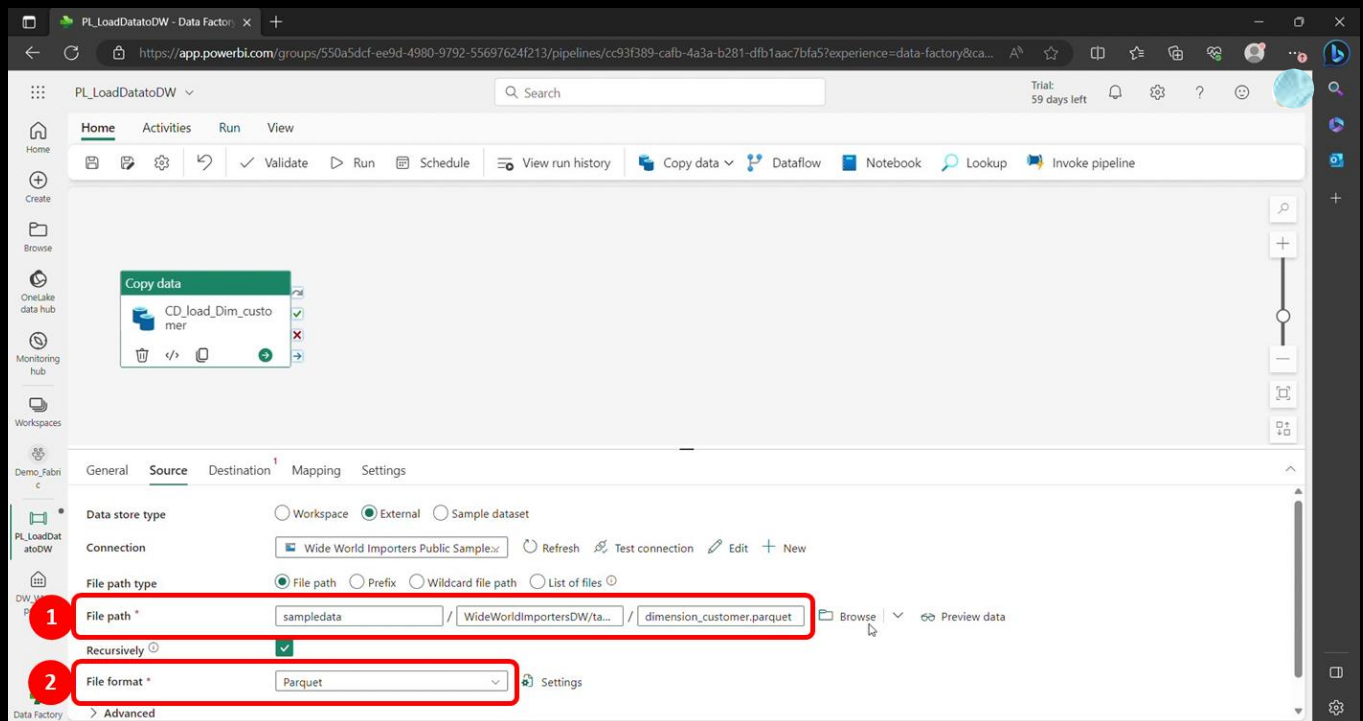 PL_LoadDatatoDW - Data Factory
https://app.powerbi.com/groups/550a5dcf-ee9d-4980-9792-55697624f213/pipelines/cc93f389-cafb-4a3a-b281-dfb1aac7bfa5?experience=data-factory&ca...
PL_LoadDatatoDW
Search
Trial:
59 days left
Home
Activities
Run
View
Validate
Run
Schedule
View run history
Copy data
Dataflow
Notebook
Lookup
Invoke pipeline
Home
Create
Browse
OneLake
data hub
Monitoring
hub
Workspaces
Demo_Fabri
c
PL_LoadDat
atoDW
Data Factory
Copy data
CD_load_Dim_custo
mer
General
Source
Destination 1
Mapping
Settings
Data store type
Workspace
External
Sample dataset
Connection
Wide World Importers Public Sample
Refresh
Test connection
Edit
New
File path type
File path
Prefix
Wildcard file path
List of files
1
File path *
sampledata / WideWorldImportersDW/ta... / dimension_customer.parquet
Browse
Preview data
Recursively
2
File format *
Parquet
Settings
Advanced